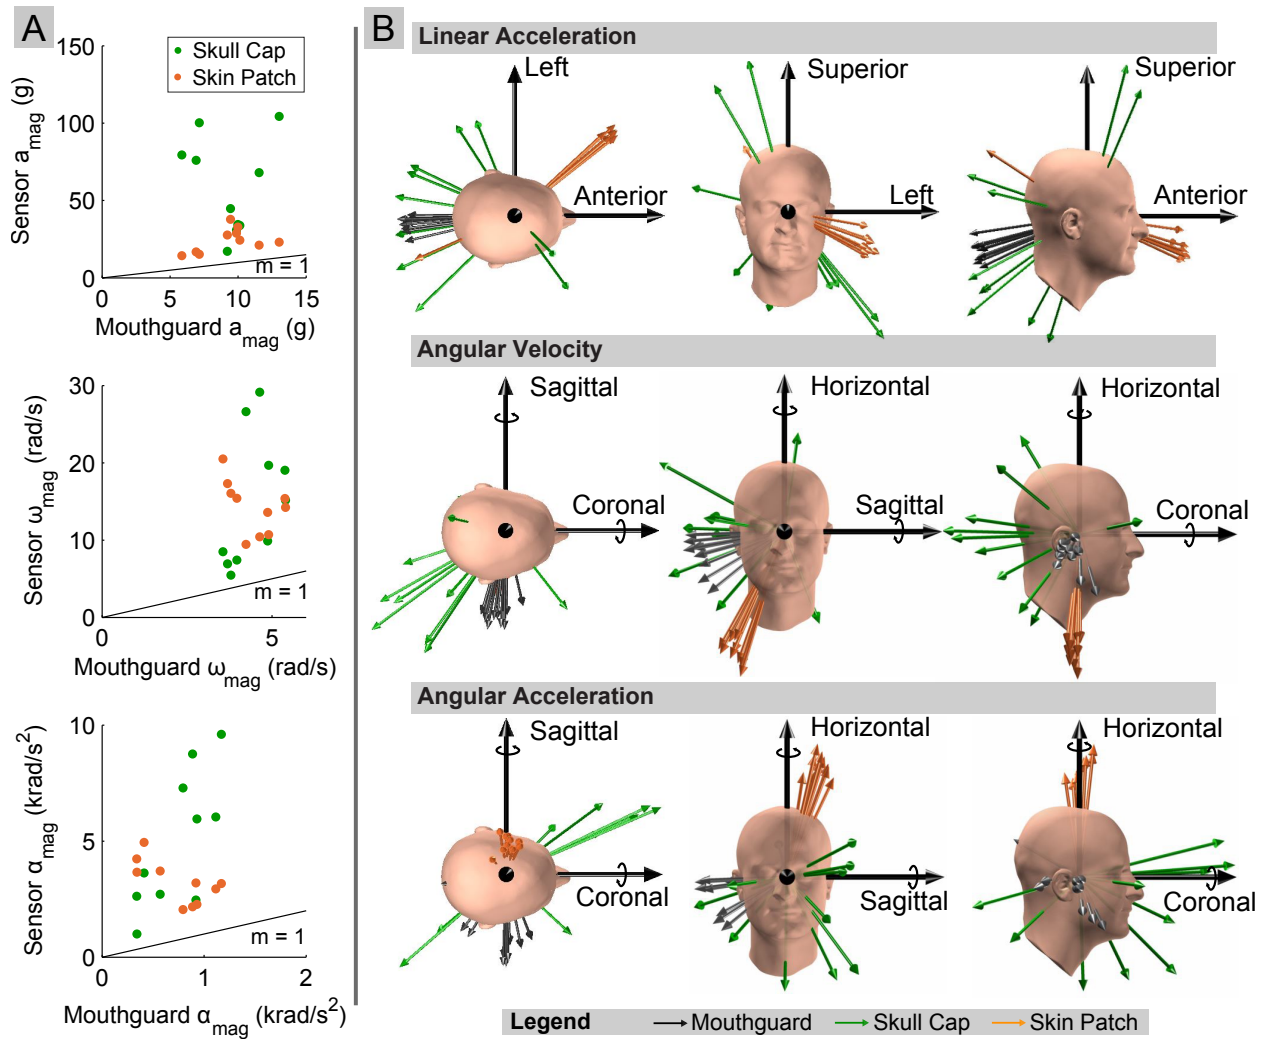 A
150
100
50
0
0
5
10
15
Sensor a_mag (g)
Mouthguard a_mag (g)
Skull Cap
Skin Patch
m = 1
30
20
10
0
0
5
Sensor ω_mag (rad/s)
Mouthguard ω_mag (rad/s)
m = 1
10
5
0
0
1
2
Sensor α_mag (krad/s²)
Mouthguard α_mag (krad/s²)
m = 1
B
Linear Acceleration
Left
Anterior
Superior
Left
Superior
Anterior
Angular Velocity
Sagittal
Coronal
Horizontal
Sagittal
Horizontal
Coronal
Angular Acceleration
Sagittal
Coronal
Horizontal
Sagittal
Horizontal
Coronal
Legend Mouthguard Skull Cap Skin Patch